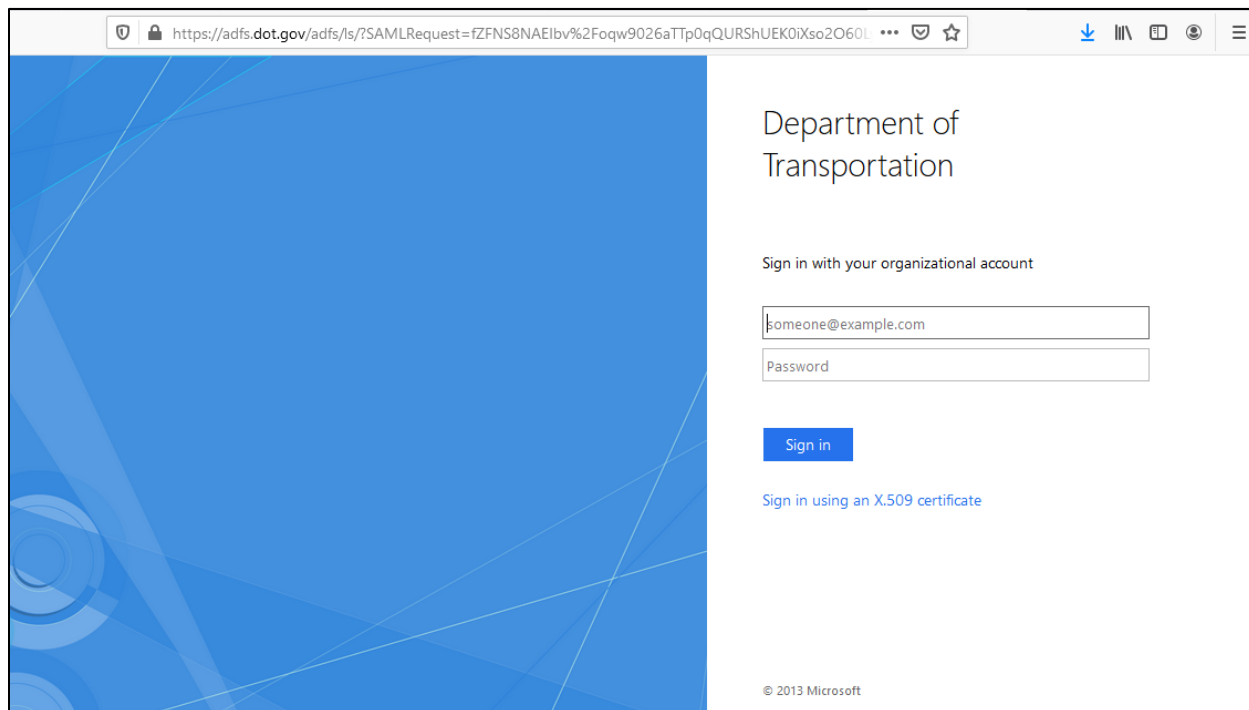 https://adfs.dot.gov/adfs/ls/?SAMLRequest=fZFNS8NAEIbv%2Foqw9026aTTp0qQURShUEK0iXso2O60L
Department of
Transportation
Sign in with your organizational account
someone@example.com
Password
Sign in
Sign in using an X.509 certificate
© 2013 Microsoft